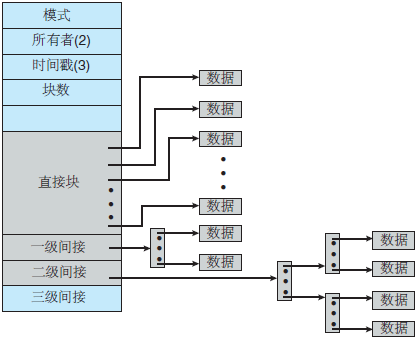 模式
所有者(2)
时间戳(3)
块数
直接块
一级间接
二级间接
三级间接
数据
数据
数据
数据
数据
数据
数据
数据
数据
数据